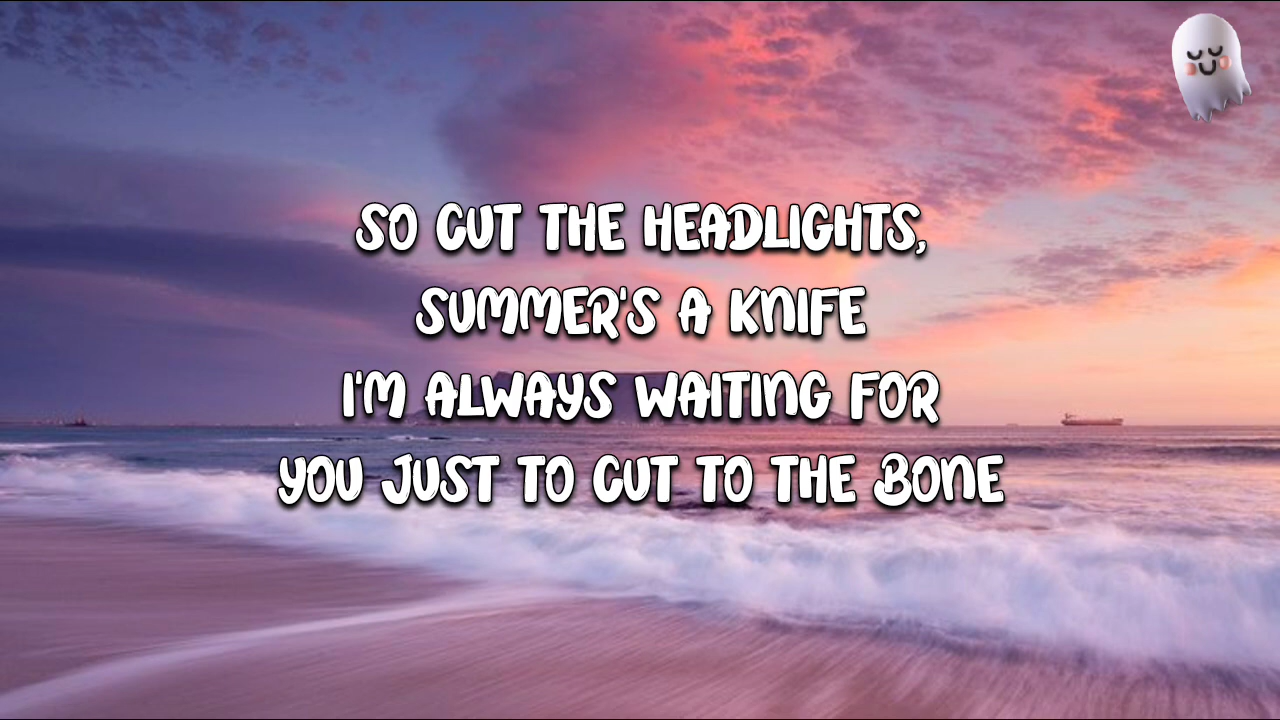 SO CUT THE HEADLIGHTS,
SUMMER'S A KNIFE
I'M ALWAYS WAITING FOR
YOU JUST TO CUT TO THE BONE